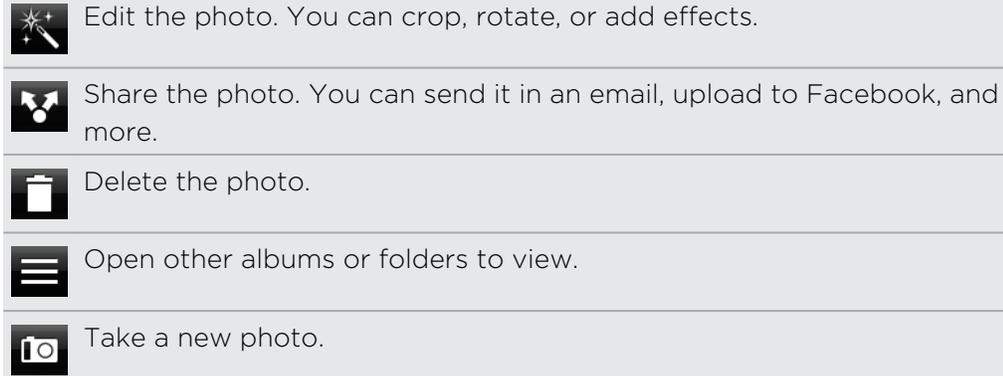 Edit the photo. You can crop, rotate, or add effects.
Share the photo. You can send it in an email, upload to Facebook, and
more.
Delete the photo.
Open other albums or folders to view.
Take a new photo.